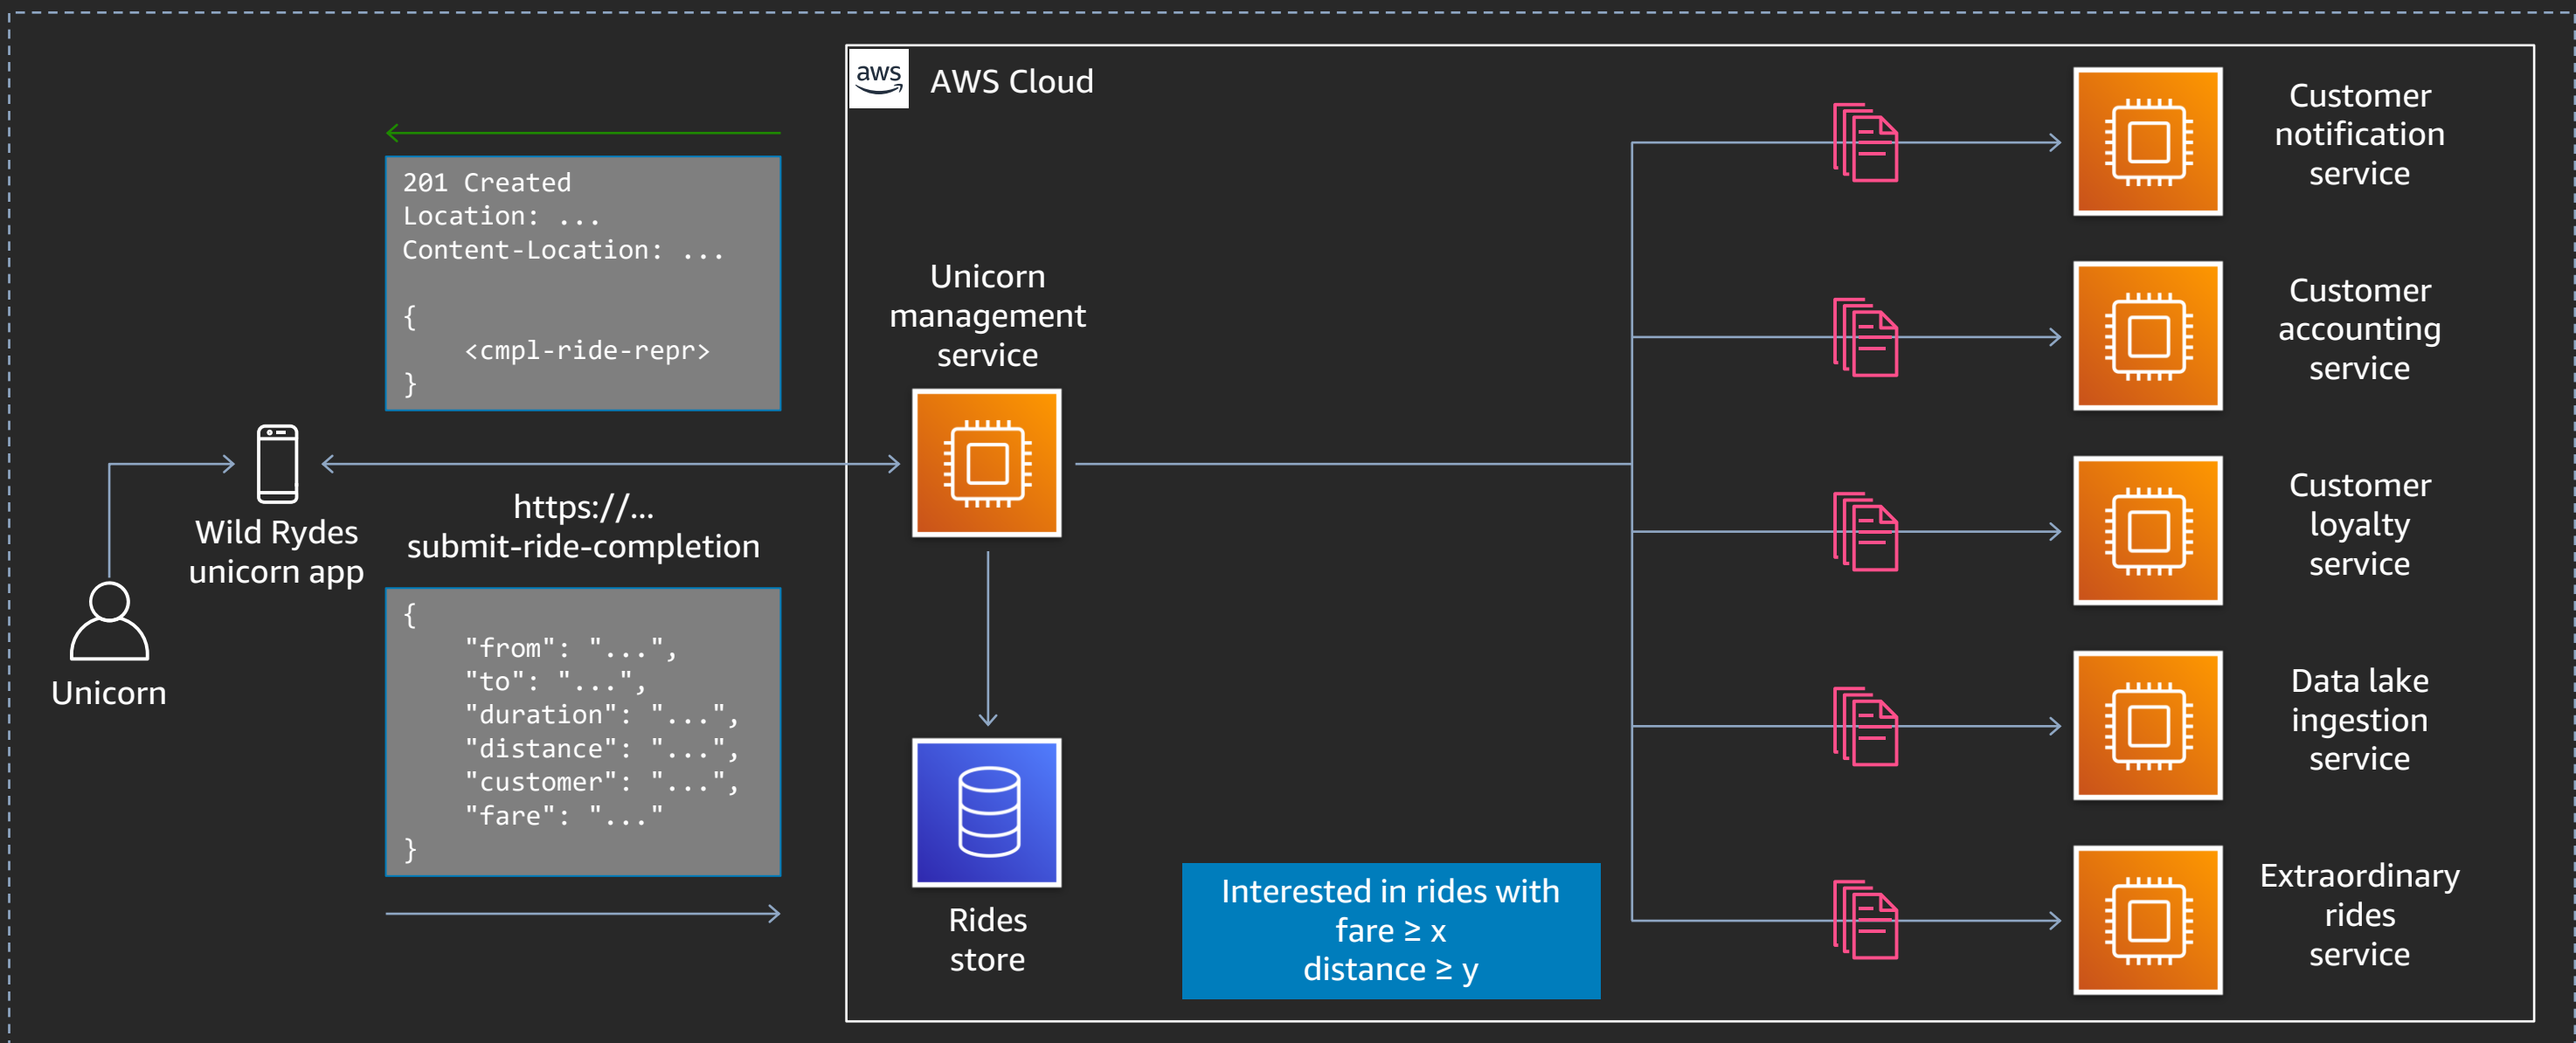 aws
AWS Cloud
201 Created
Location: ...
Content-Location: ...
{
<cmpl-ride-repr>
}
Unicorn
Wild Rydes
unicorn app
https://...
submit-ride-completion
{
"from": "...",
"to": "...",
"duration": "...",
"distance": "...",
"customer": "...",
"fare": "..."
}
Unicorn
management
service
Rides
store
Interested in rides with
fare ≥ x
distance ≥ y
Customer
notification
service
Customer
accounting
service
Customer
loyalty
service
Data lake
ingestion
service
Extraordinary
rides
service